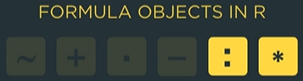 FORMULA OBJECTS IN R
~ + · − : *